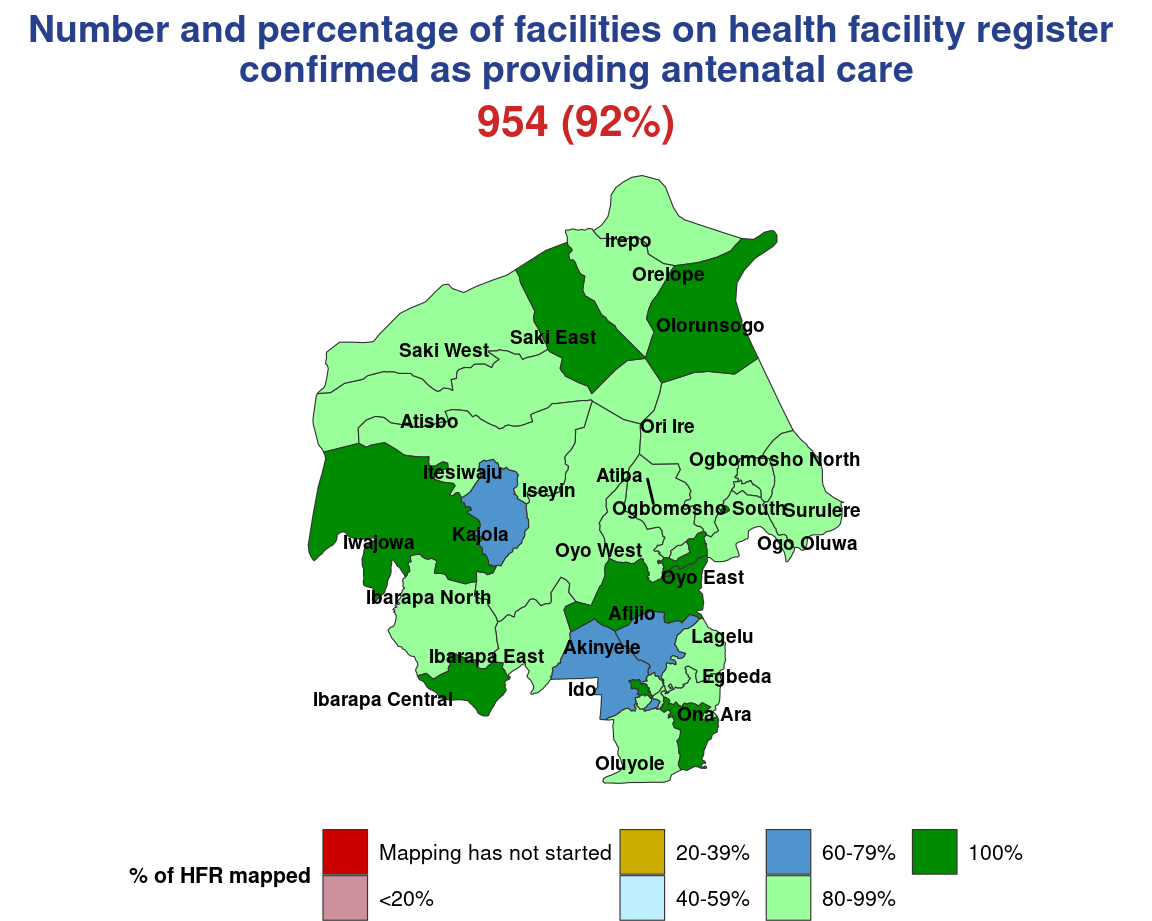 Number and percentage of facilities on health facility register
confirmed as providing antenatal care
954 (92%)
Irepo
Orelope
Olorunsogo
Saki East
Saki West
Atisbo
Ori Ire
Ogbomosho North
Itesiwaju
Atiba
Iseyin
Ogbomosho South
Surulere
Kajola
Iwajowa
Oyo West
Ogo Oluwa
Oyo East
Ibarapa North
Afijio
Lagelu
Akinyele
Ibarapa East
Egbeda
Ido
Ibarapa Central
Ona Ara
Oluyole
% of HFR mapped
Mapping has not started
<20%
20-39%
40-59%
60-79%
80-99%
100%